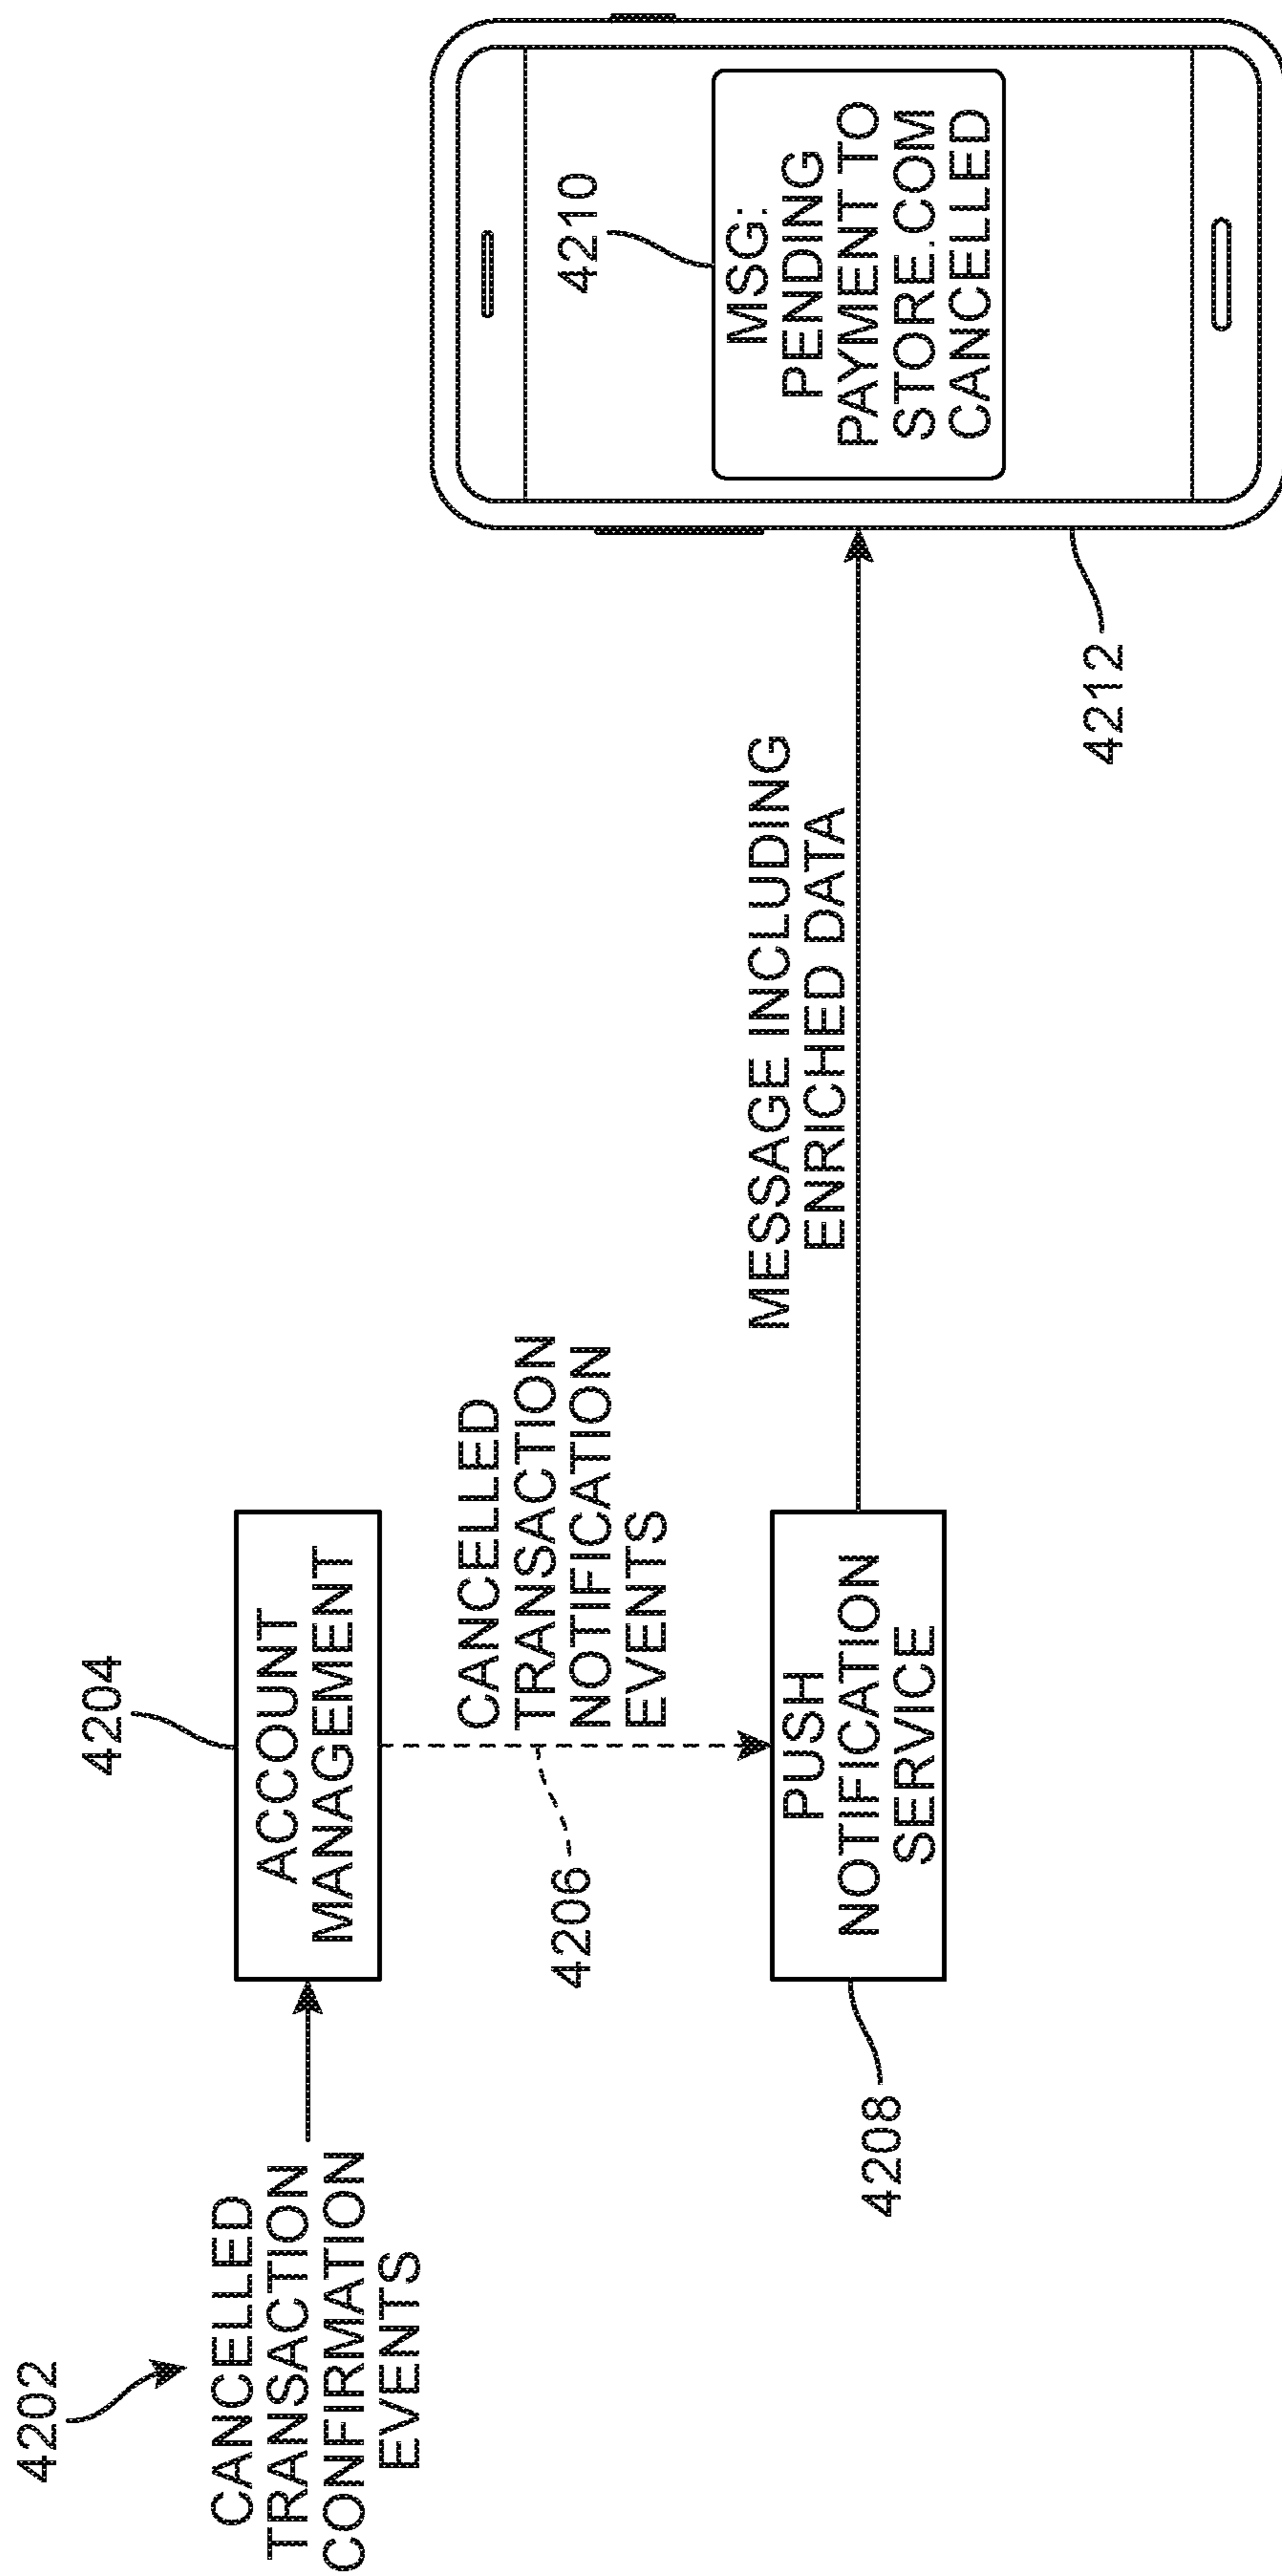 4202
CANCELLED
TRANSACTION
CONFIRMATION
EVENTS
4204
ACCOUNT
MANAGEMENT
CANCELLED
TRANSACTION
NOTIFICATION
EVENTS
4206
PUSH
NOTIFICATION
SERVICE
4208
MESSAGE INCLUDING
ENRICHED DATA
4210
MSG:
PENDING
PAYMENT TO
STORE.COM
CANCELLED
4212